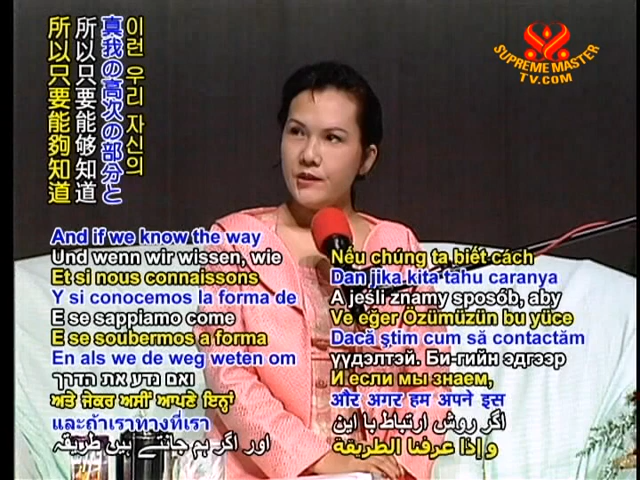 SUPREME MASTER
TV.COM
이런 우리 자신의
真我の高次の部分と
所以只要能够知道
所以只要能夠知道
And if we know the way
Und wenn wir wissen, wie
Et si nous connaissons
Y si conocemos la forma de
E se sappiamo come
E se soubermos a forma
En als we de weg weten om
ואם נדע את הדרך
ਅਤੇ ਜੇਕਰ ਅਸੀਂ ਆਪਣੇ ਇਨ੍ਹਾਂ
และถ้าเราทางที่เรา
اور اگر ہم جانتے ہیں طریقہ
Nếu chúng ta biết cách
Dan jika kita tahu caranya
A jeśli znamy sposób, aby
Ve eğer Özümüzün bu yüce
Dacă ştim cum să contactăm
үүдэлтэй. Би-гийн эдгээр
И если мы знаем,
और अगर हम अपने इस
اگر روش ارتباط با این
و إذا عرفنا الطريقة